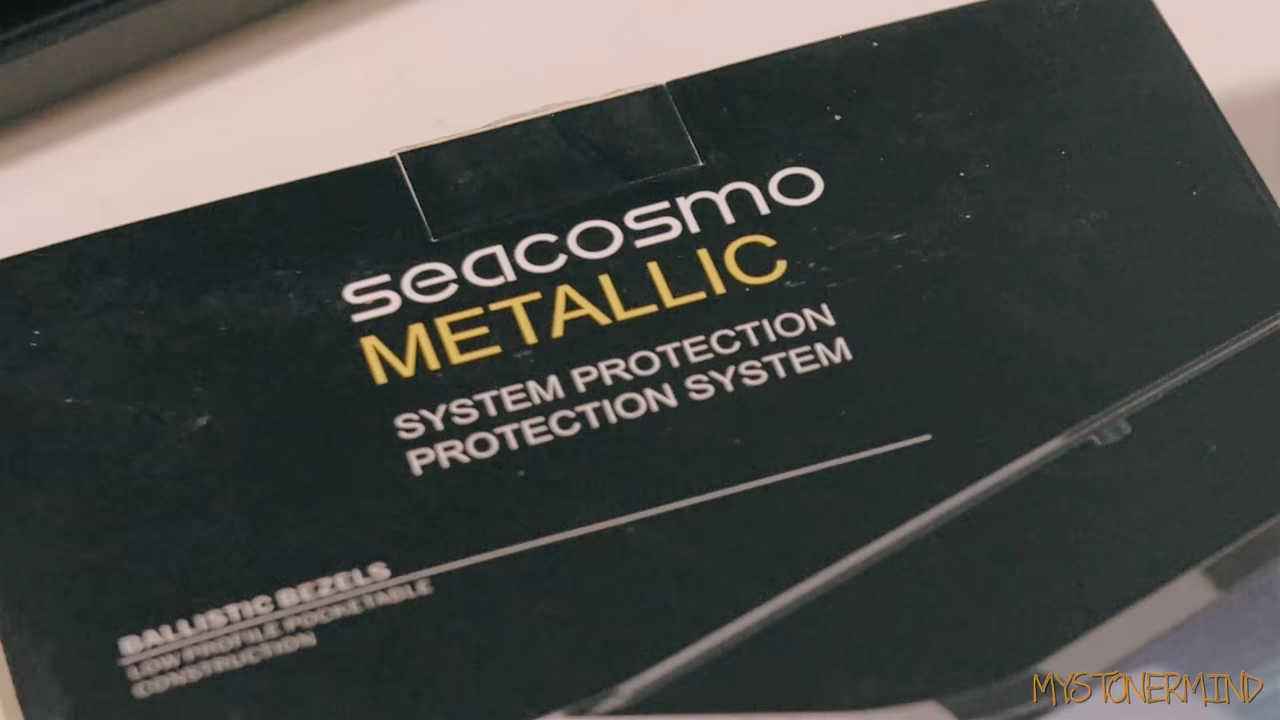 seacosmo
METALLIC
SYSTEM PROTECTION
PROTECTION SYSTEM
BALLISTIC BEZELS
LOW PROFILE POCKETABLE
CONSTRUCTION
MYSTONERMIND